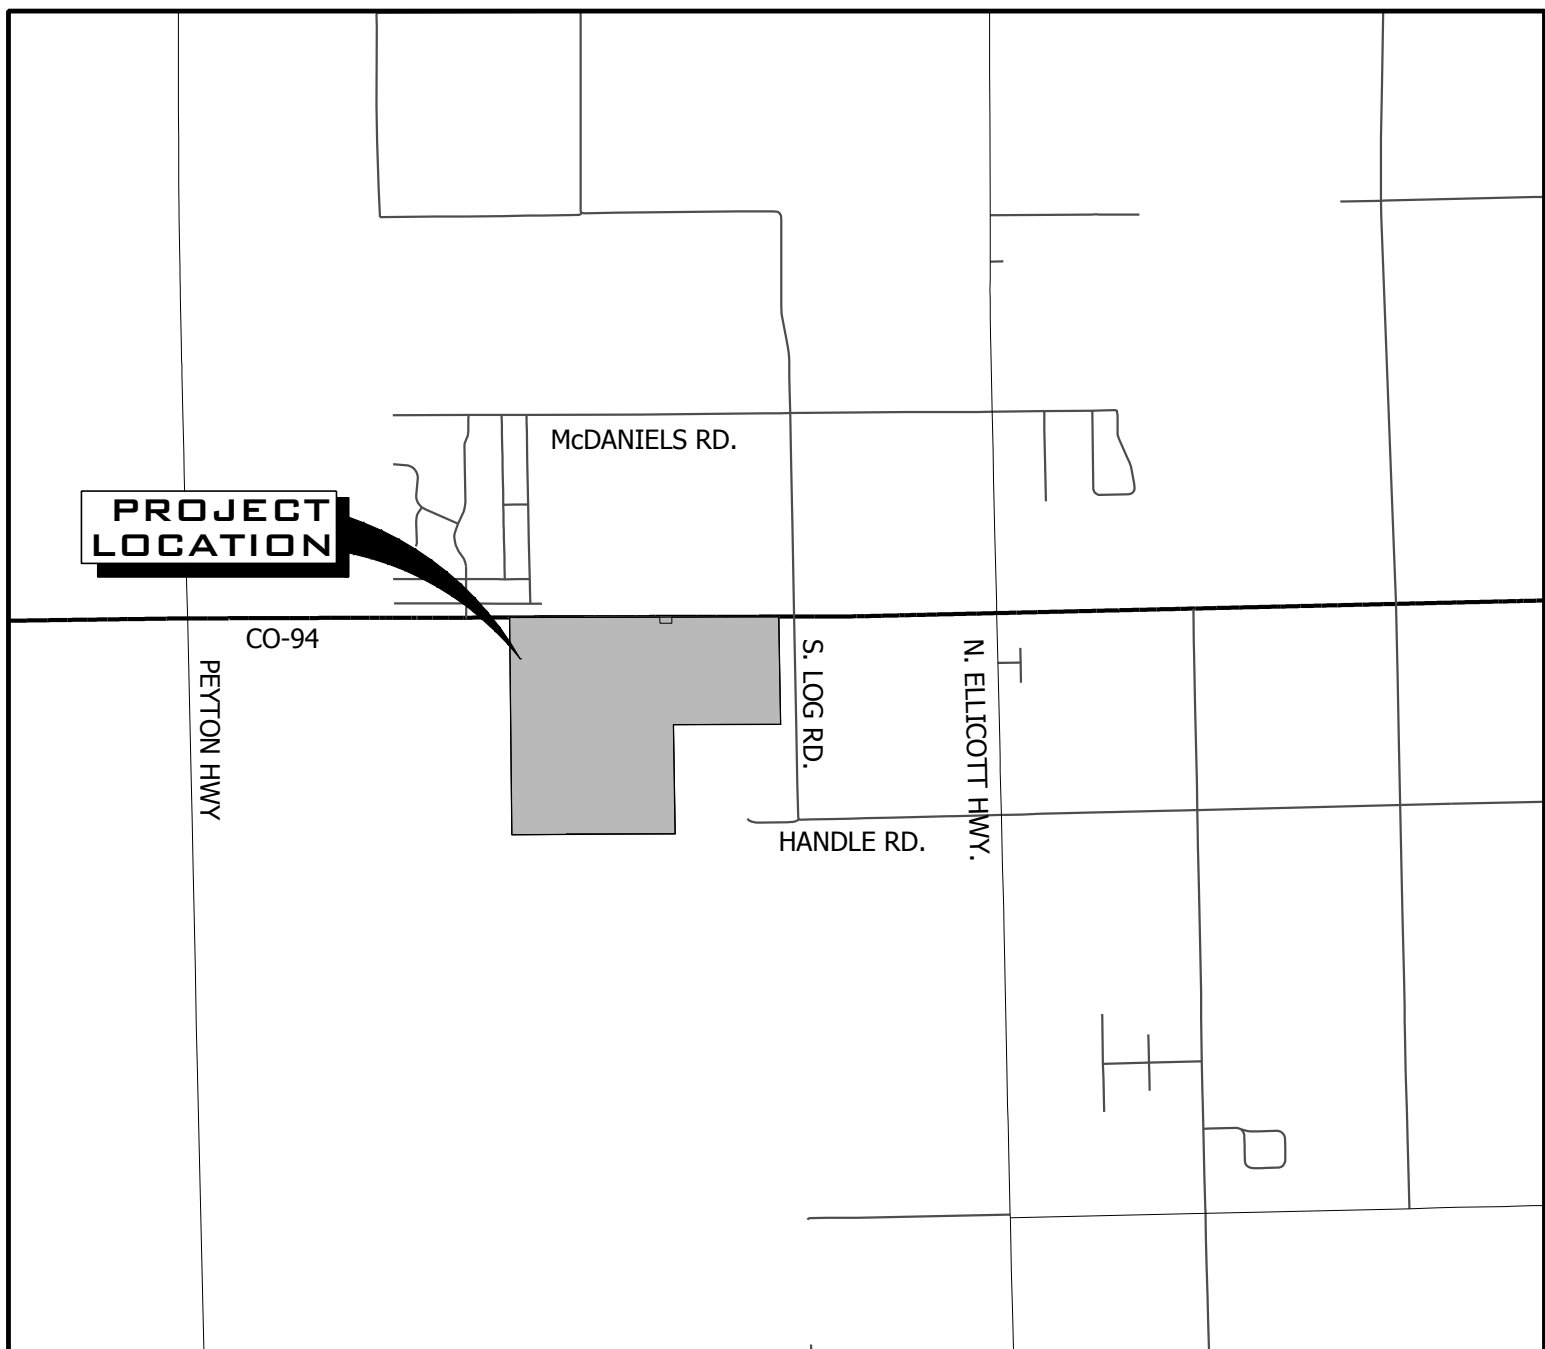 McDANIELS RD.
PROJECT
LOCATION
CO-94
PEYTON HWY
S. LOG RD.
N. ELLICOTT HWY.
HANDLE RD.